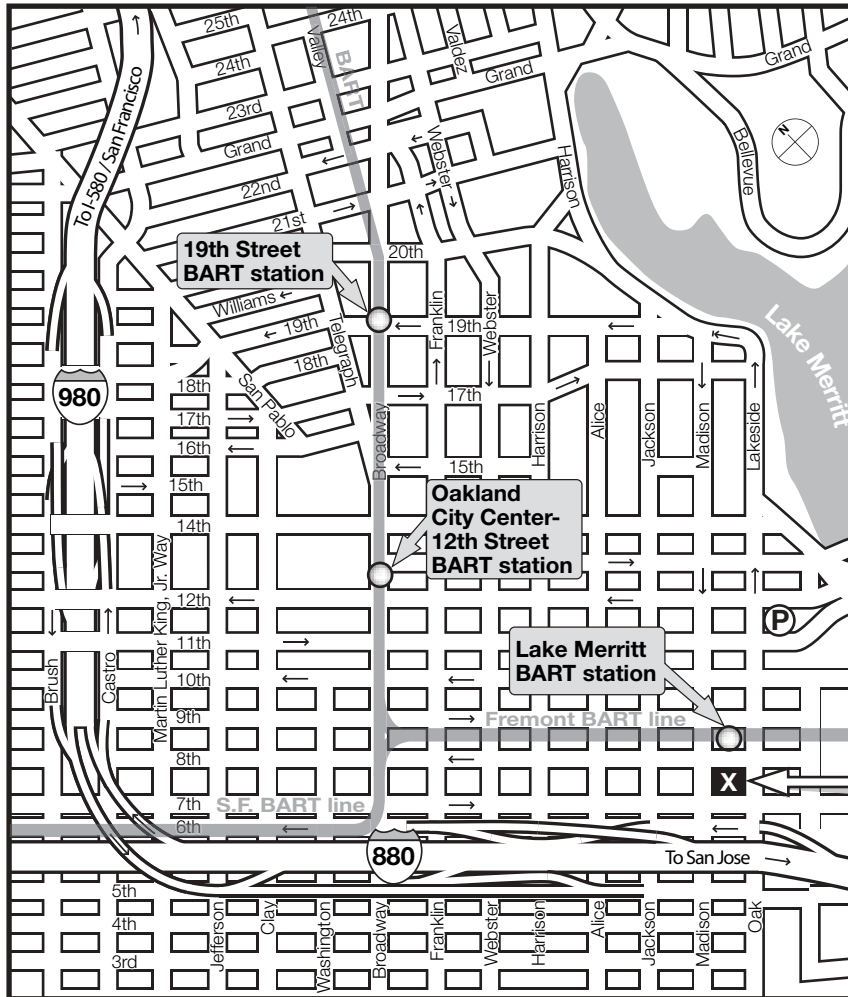 25th
24th
Valley
BART
24th
Valdez
Grand
Grand
To I-580 / San Francisco
23rd
Grand
22nd
21st
Webster
Harrison
Bellevue
N
19th Street
BART station
20th
Williams
19th
18th
Telegraph
San Pablo
Franklin
19th
Webster
Lake Merritt
980
18th
17th
16th
15th
14th
17th
15th
Broadway
Harrison
Alice
Jackson
Madison
Lakeside
Oakland
City Center-
12th Street
BART station
Martin Luther King, Jr. Way
12th
11th
10th
9th
8th
7th
6th
P
Lake Merritt
BART station
Brush
Castro
Fremont BART line
X
S.F. BART line
880
To San Jose
5th
4th
3rd
Jefferson
Clay
Washington
Broadway
Franklin
Webster
Harrison
Alice
Jackson
Madison
Oak